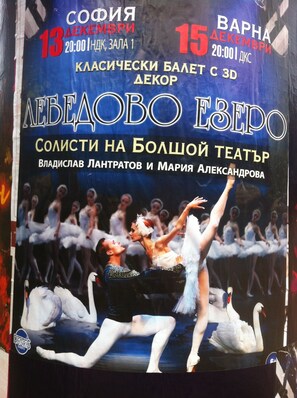 СОФИЯ
13 ДЕКЕМВРИ
20:00 | НДК, ЗАЛА 1
ВАРНА
15 ДЕКЕМВРИ
20:00 | ДКС
КЛАСИЧЕСКИ БАЛЕТ С 3D
ДЕКОР
ЛЕБЕДОВО ЕЗЕРО
СОЛИСТИ НА БОЛШОЙ ТЕАТЪР
ВЛАДИСЛАВ ЛАНТРАТОВ И МАРИЯ АЛЕКСАНДРОВА